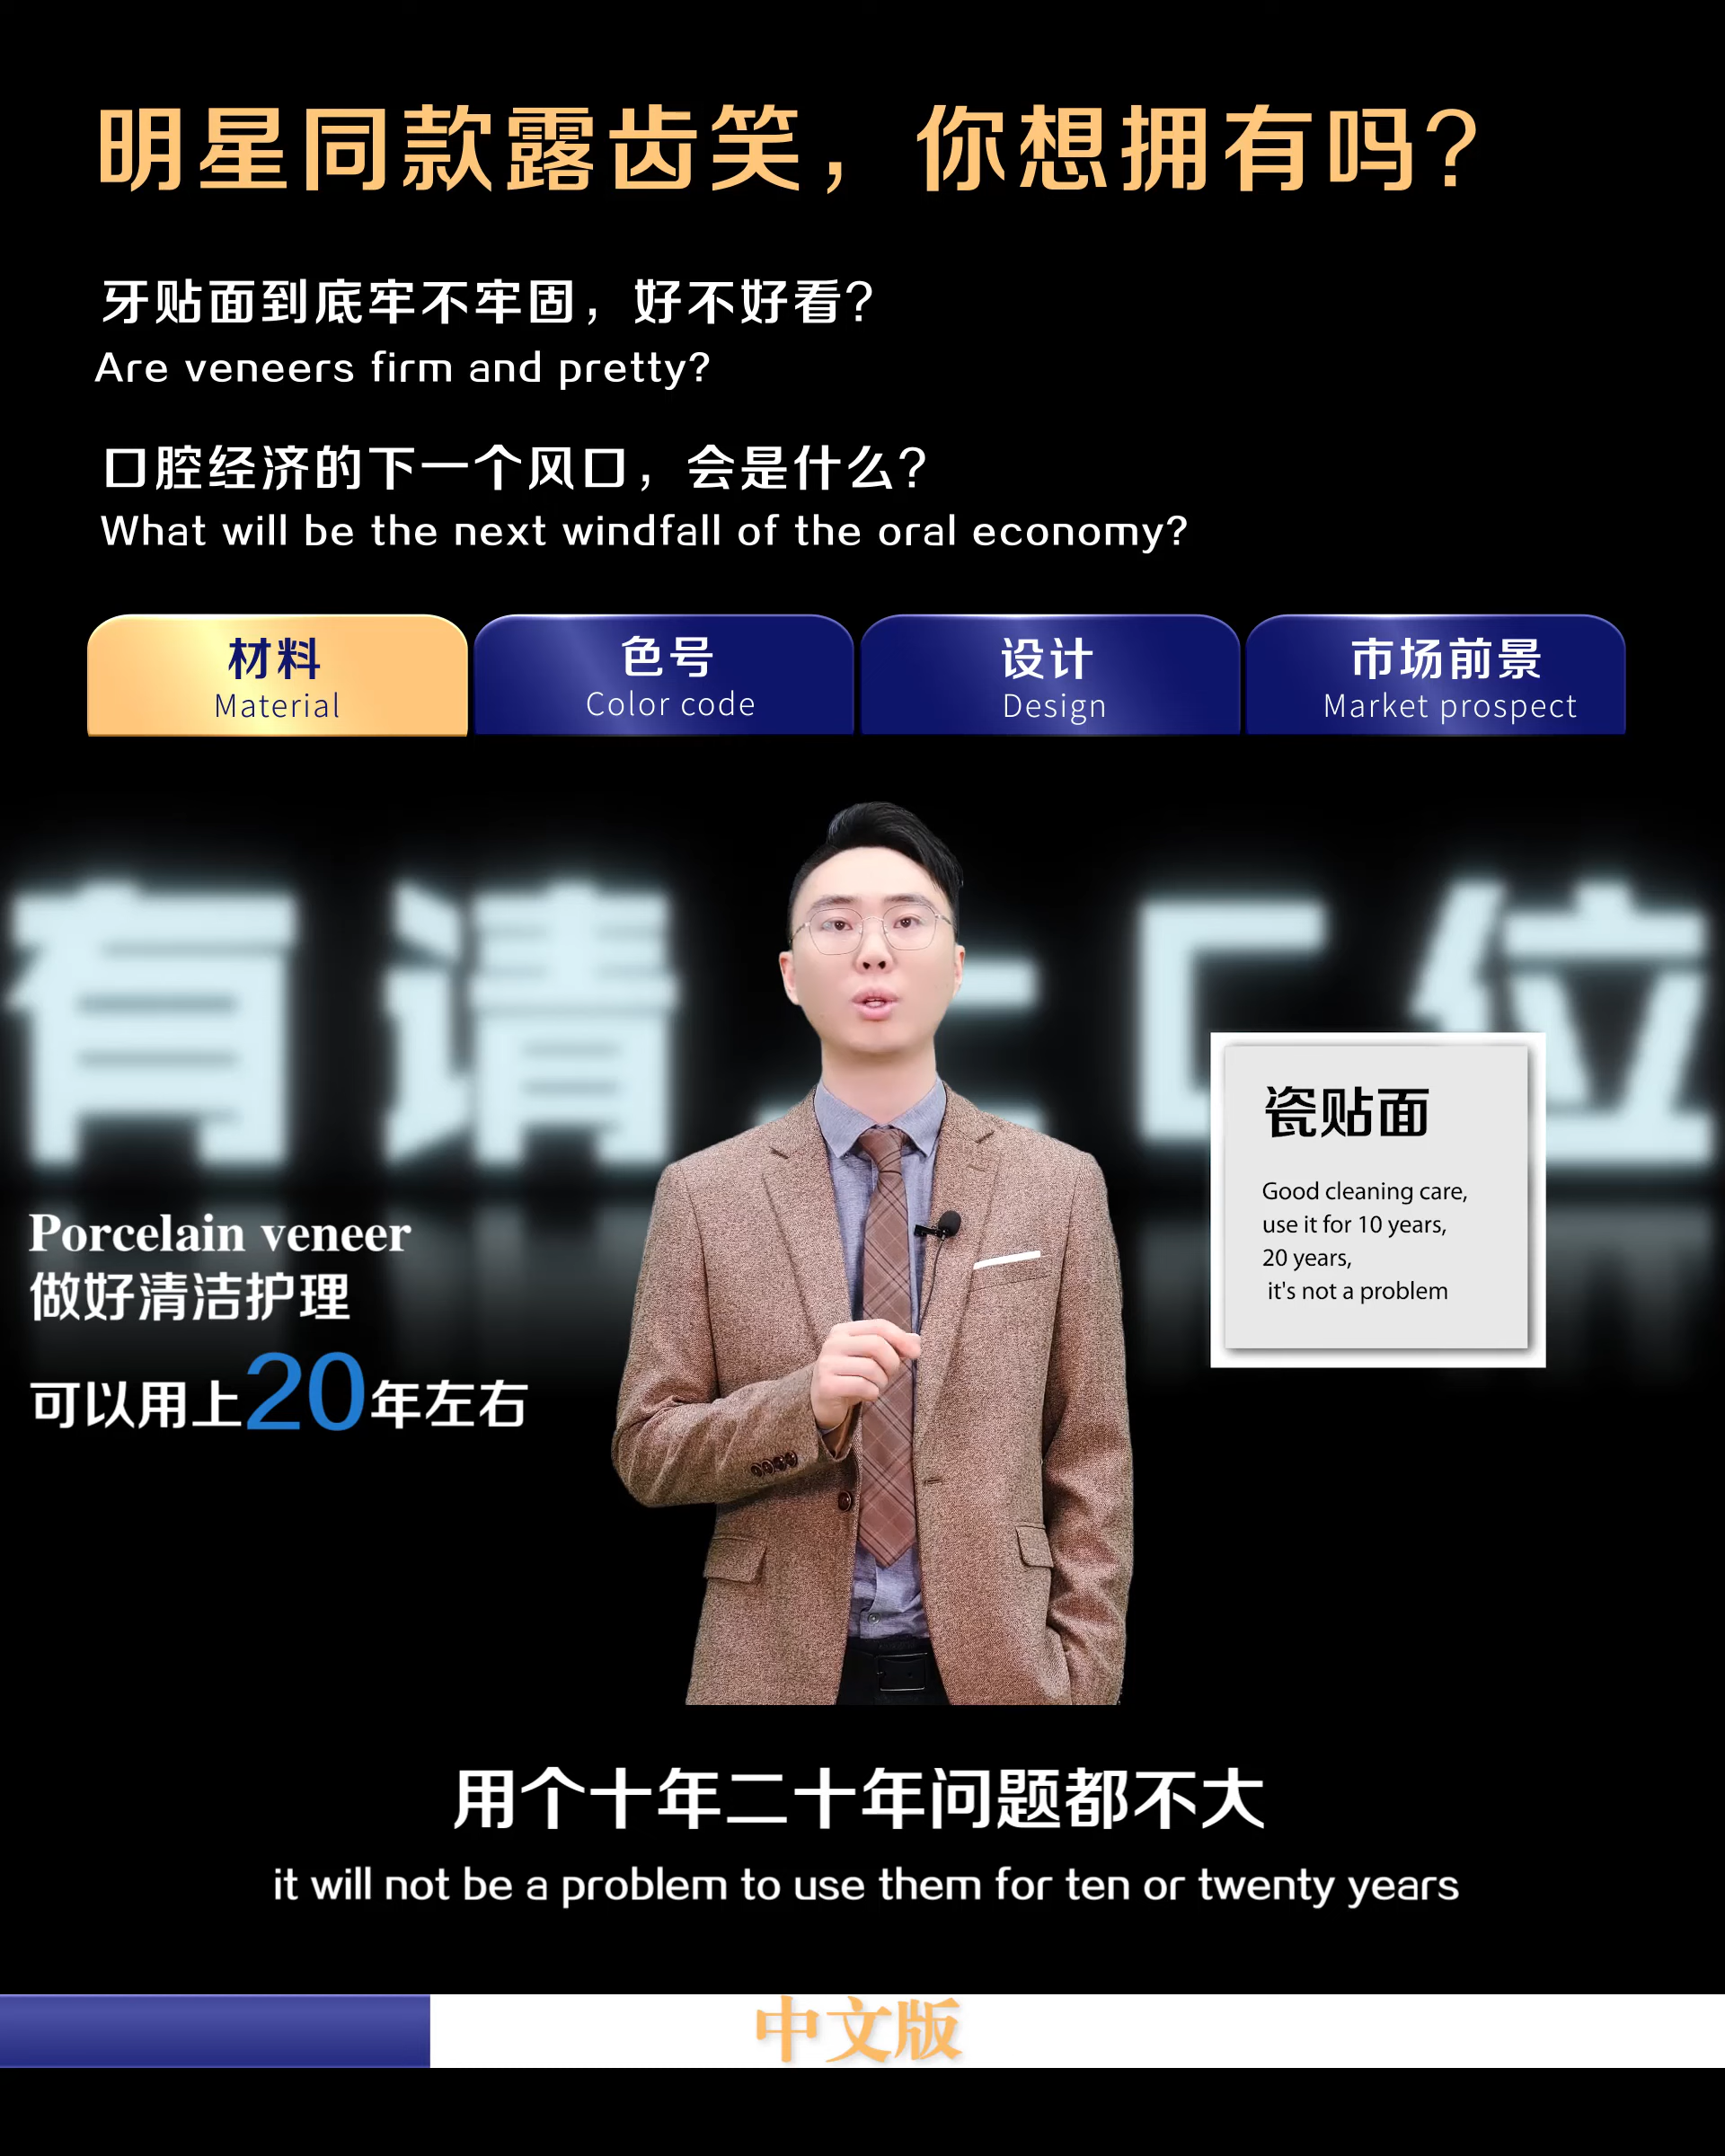 明星同款露齿笑，你想拥有吗？
牙贴面到底牢不牢固，好不好看？
Are veneers firm and pretty?
口腔经济的下一个风口，会是什么？
What will be the next windfall of the oral economy?
材料
Material
色号
Color code
设计
Design
市场前景
Market prospect
有请上C位
瓷贴面
Good cleaning care,
use it for 10 years,
20 years,
it's not a problem
Porcelain veneer
做好清洁护理
可以用上20年左右
用个十年二十年问题都不大
it will not be a problem to use them for ten or twenty years
中文版